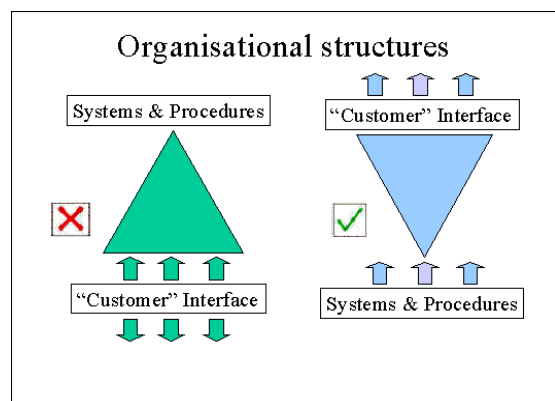 Organisational structures
Systems & Procedures
“Customer” Interface
“Customer” Interface
Systems & Procedures